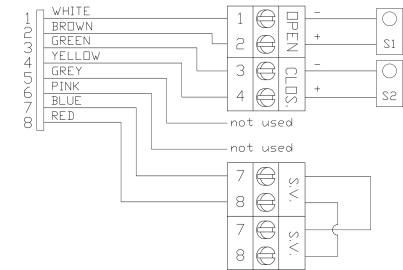 1 WHITE
2 BROWN
3 GREEN
4 YELLOW
5 GREY
6 PINK
7 BLUE
8 RED
1
2
OPEN
3
4
CLOS.
-
+
S1
-
+
S2
not used
not used
7
8
S.V.
7
8
S.V.